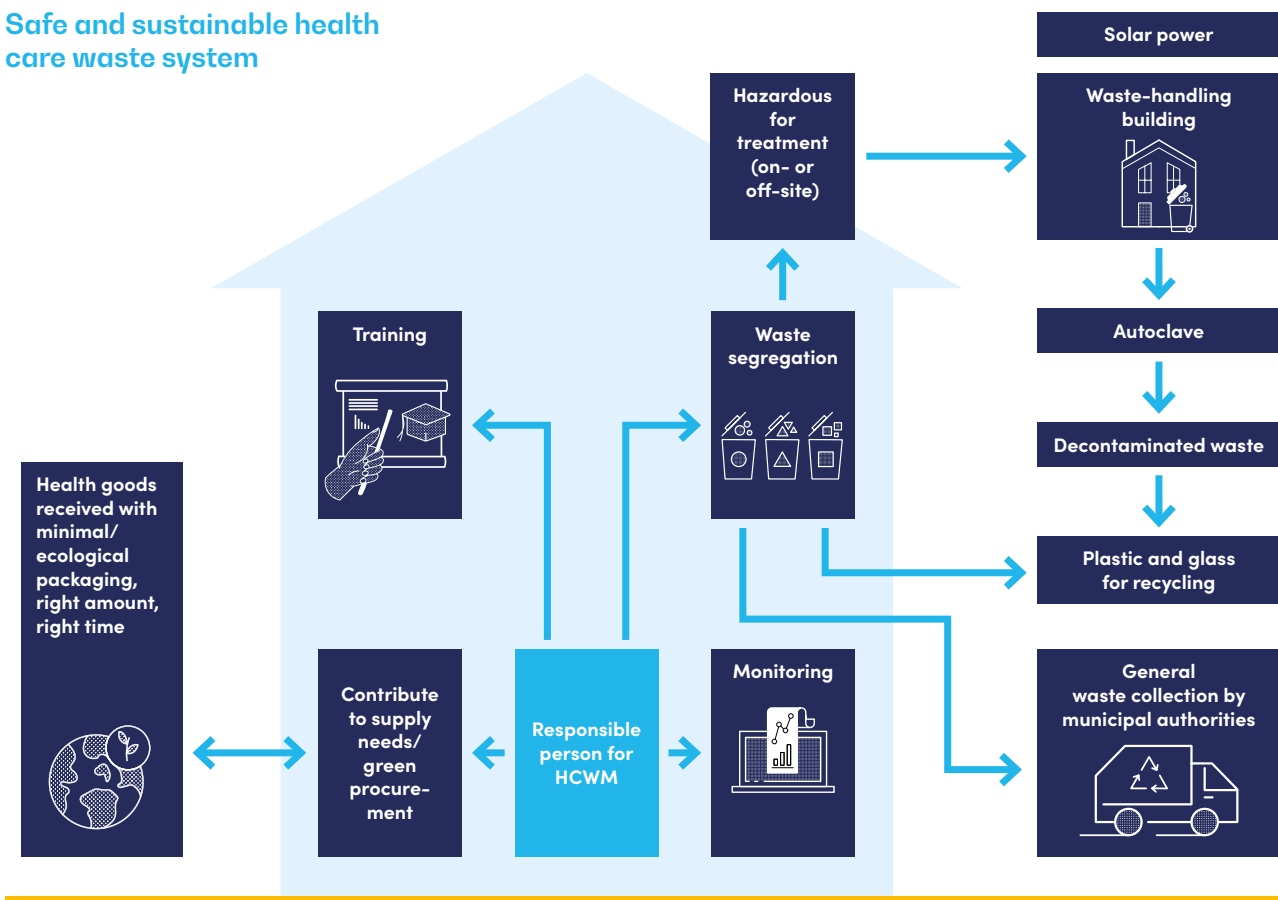 Safe and sustainable health
care waste system
Solar power
Hazardous
for
treatment
(on- or
off-site)
Waste-handling
building
Training
Waste
segregation
Autoclave
Decontaminated waste
Health goods
received with
minimal/
ecological
packaging,
right amount,
right time
Plastic and glass
for recycling
Contribute
to supply
needs/
green
procure-
ment
Responsible
person for
HCWM
Monitoring
General
waste collection by
municipal authorities